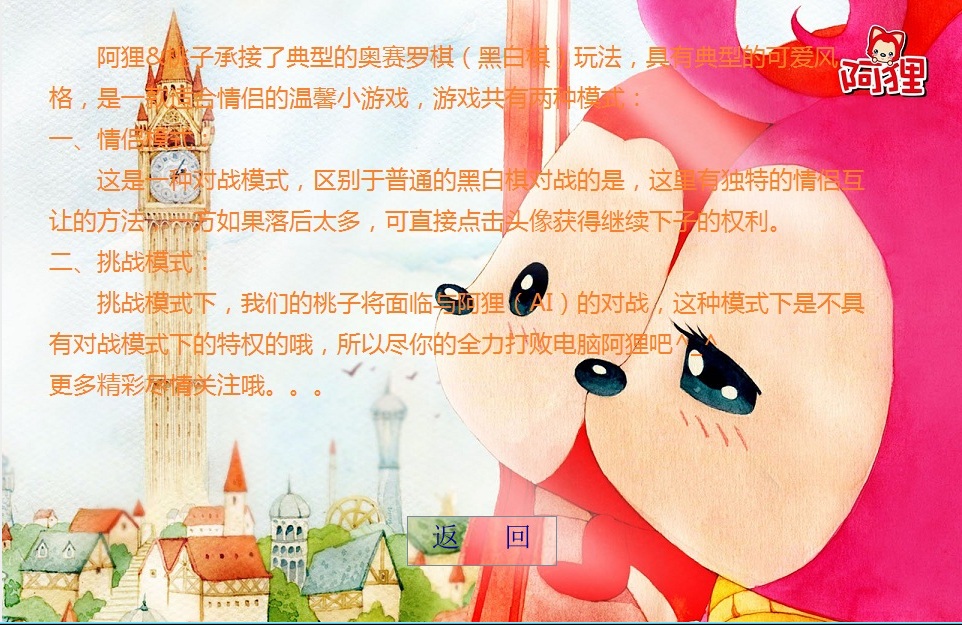 阿狸&桃子承接了典型的奥赛罗棋（黑白棋）玩法，具有典型的可爱风
格，是一款适合情侣的温馨小游戏，游戏共有两种模式：
一、情侣模式
这是一种对战模式，区别于普通的黑白棋对战的是，这里有独特的情侣互
让的方法，一方如果落后太多，可直接点击头像获得继续下子的权利。
二、挑战模式
挑战模式下，我们的桃子将面临与阿狸（AI）的对战，这种模式下是不具
有对战模式下的特权的哦，所以尽你的全力打败电脑阿狸吧^_^
更多精彩尽情关注哦。。。
阿狸
返 回